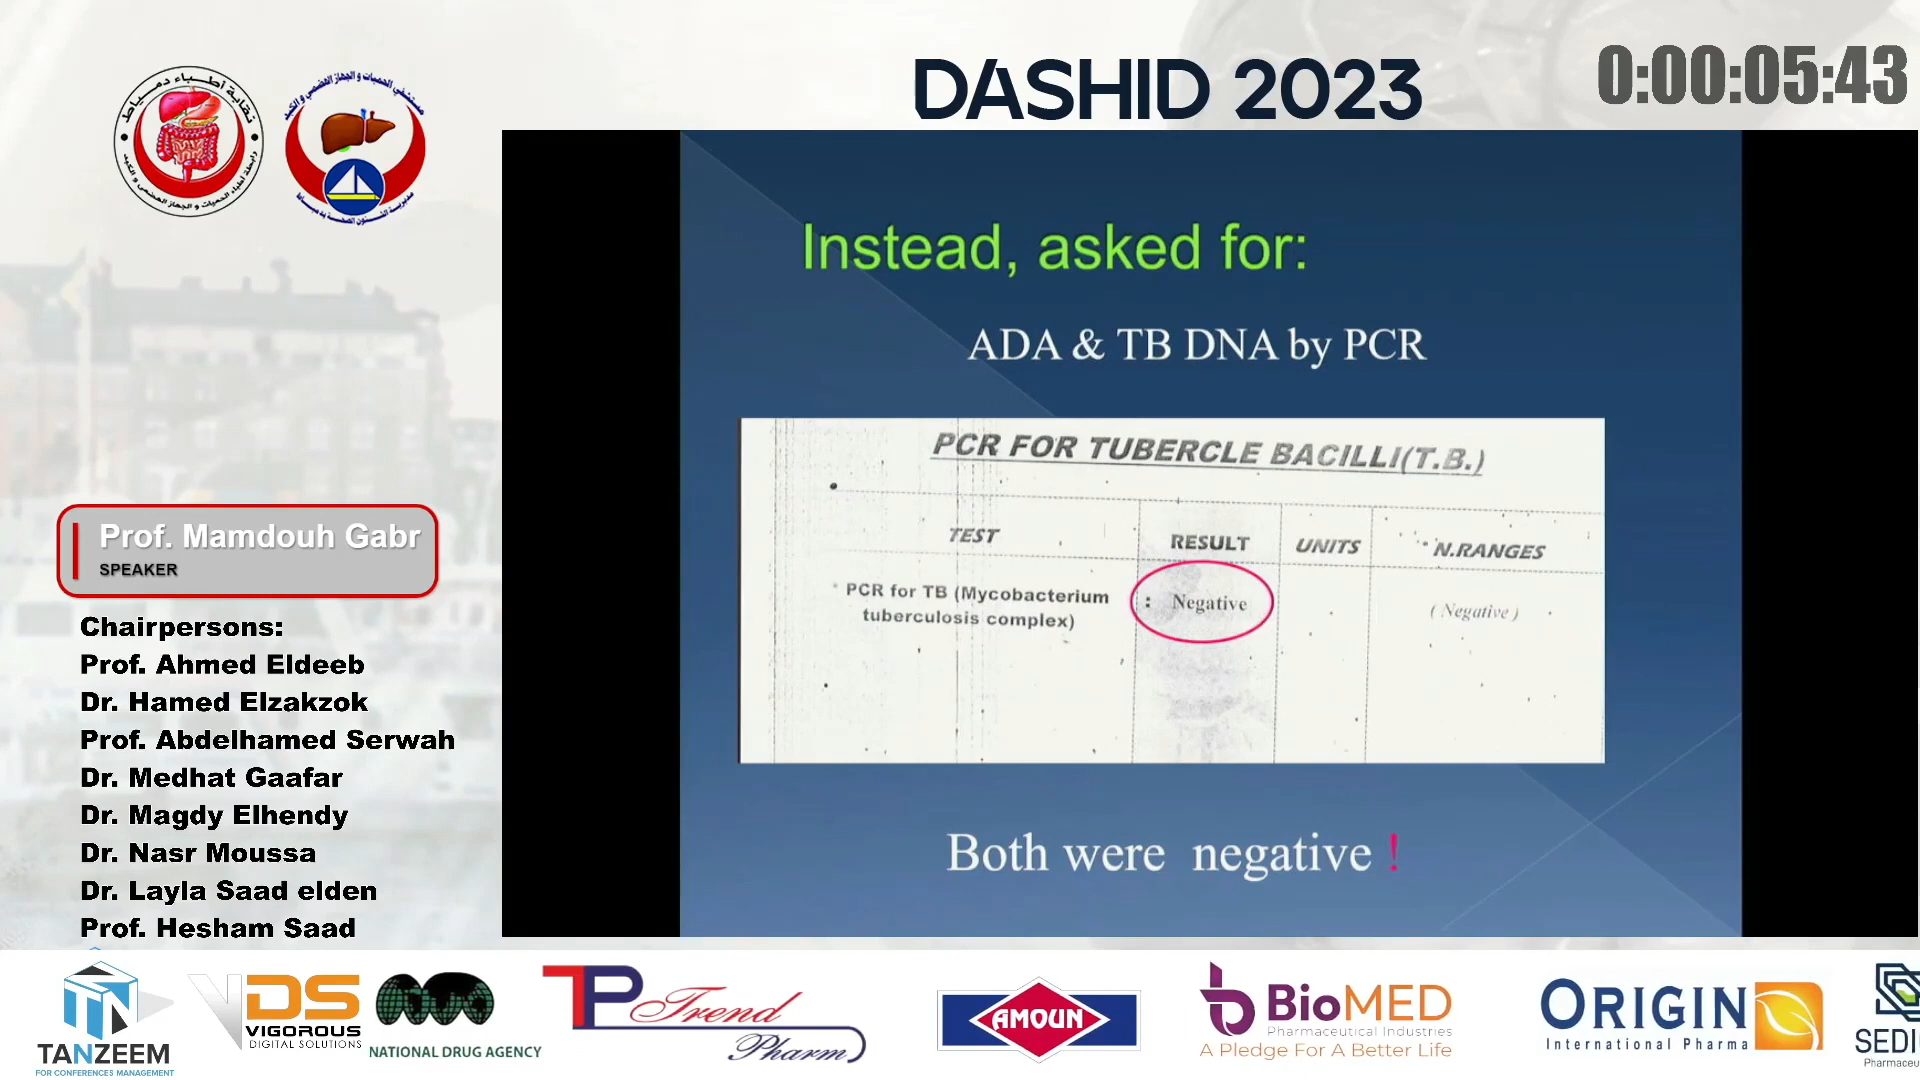 DASHID 2023
0:00:05:43
Instead, asked for:
ADA & TB DNA by PCR
PCR FOR TUBERCLE BACILLI(T.B.)
TEST
RESULT
UNITS
N.RANGES
PCR for TB (Mycobacterium
tuberculosis complex)
: Negative
( Negative )
Both were negative !
Prof. Mamdouh Gabr
SPEAKER
Chairpersons:
Prof. Ahmed Eldeeb
Dr. Hamed Elzakzok
Prof. Abdelhamed Serwah
Dr. Medhat Gaafar
Dr. Magdy Elhendy
Dr. Nasr Moussa
Dr. Layla Saad elden
Prof. Hesham Saad
TN
TANZEEM
FOR CONFERENCES MANAGEMENT
VDS
VIGOROUS
DIGITAL SOLUTIONS
NATIONAL DRUG AGENCY
TP Trend
Pharm
AMOUN
BioMED
Pharmaceutical Industries
A Pledge For A Better Life
ORIGIN
International Pharma